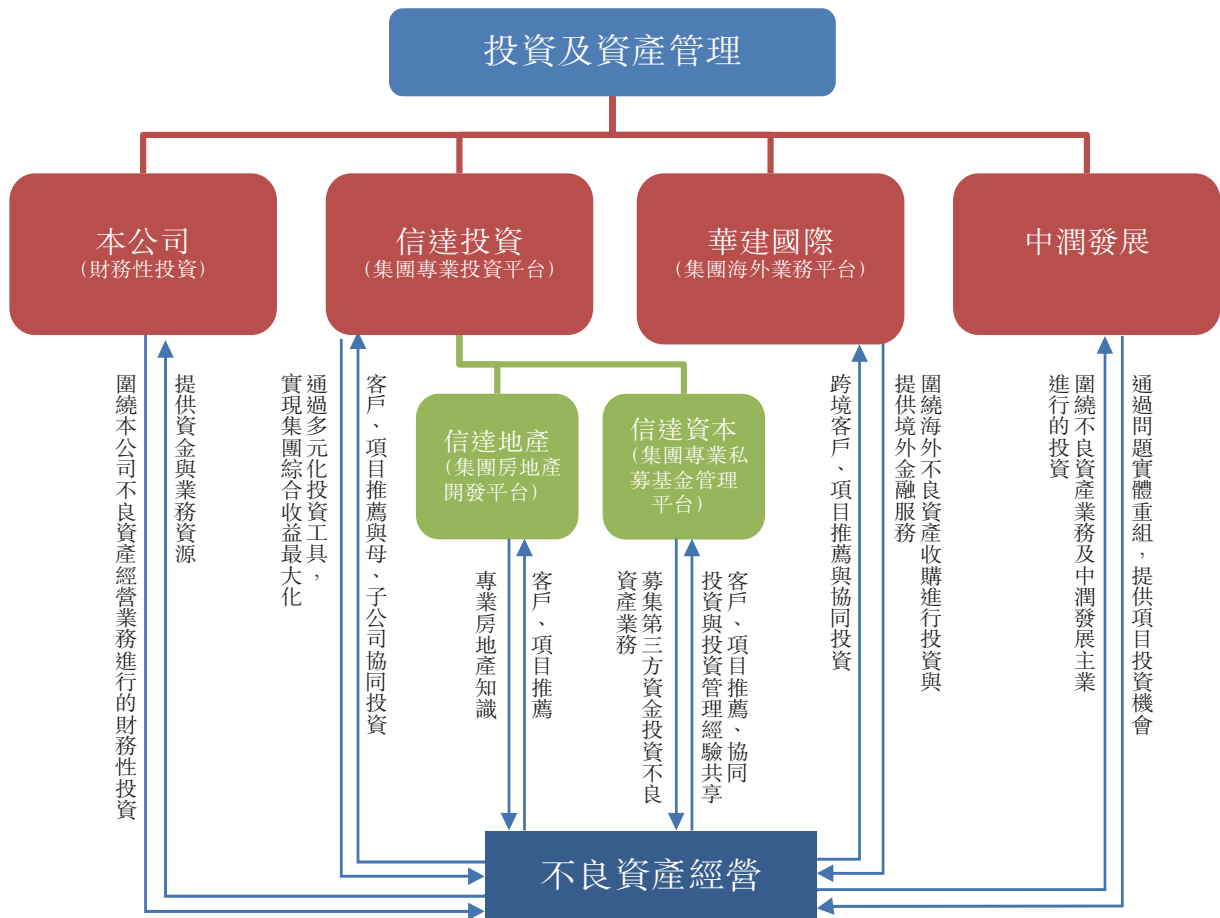 投資及資產管理
本公司
（財務性投資）
信達投資
（集團專業投資平台）
華建國際
（集團海外業務平台）
中潤發展
信達地產
（集團房地產
開發平台）
信達資本
（集團專業私
募基金管理
平台）
圍繞本公司不良資產經營業務進行的財務性投資
提供資金與業務資源
通過多元化投資工具，
實現集團綜合收益最大化
客戶、項目推薦與母、子公司協同投資
專業房地產知識
客戶、項目推薦
募集第三方資金投資不良
資產業務
客戶、項目推薦、協同
投資與投資管理經驗共享
跨境客戶、項目推薦與協同投資
圍繞海外不良資產收購進行投資與
提供境外金融服務
圍繞不良資產業務及中潤發展主業
進行的投資
通過問題實體重組，提供項目投資機會
不良資產經營